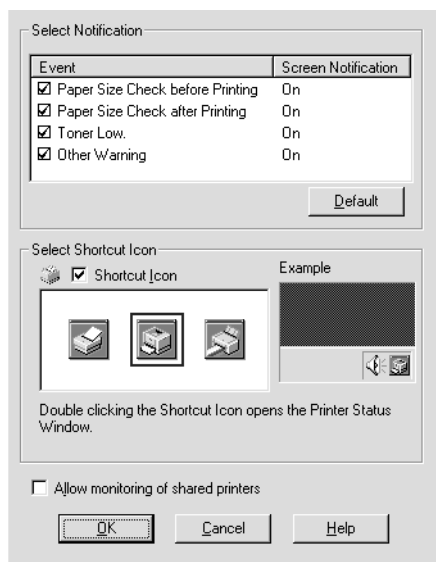 Select Notification
Event Screen Notification
Paper Size Check before Printing On
Paper Size Check after Printing On
Toner Low. On
Other Warning On
Default
Select Shortcut Icon
Shortcut Icon
Example
Double clicking the Shortcut Icon opens the Printer Status
Window.
Allow monitoring of shared printers
OK Cancel Help